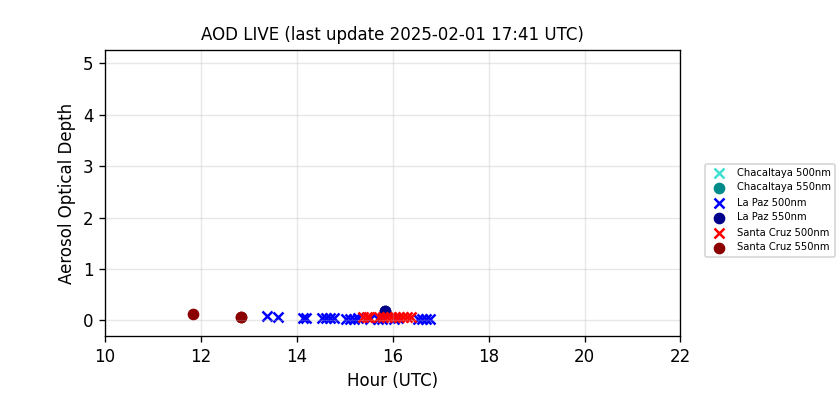 AOD LIVE (last update 2025-02-01 17:41 UTC)
Aerosol Optical Depth
5
4
3
2
1
0
10 12 14 16 18 20 22
Hour (UTC)
Chacaltaya 500nm
Chacaltaya 550nm
La Paz 500nm
La Paz 550nm
Santa Cruz 500nm
Santa Cruz 550nm